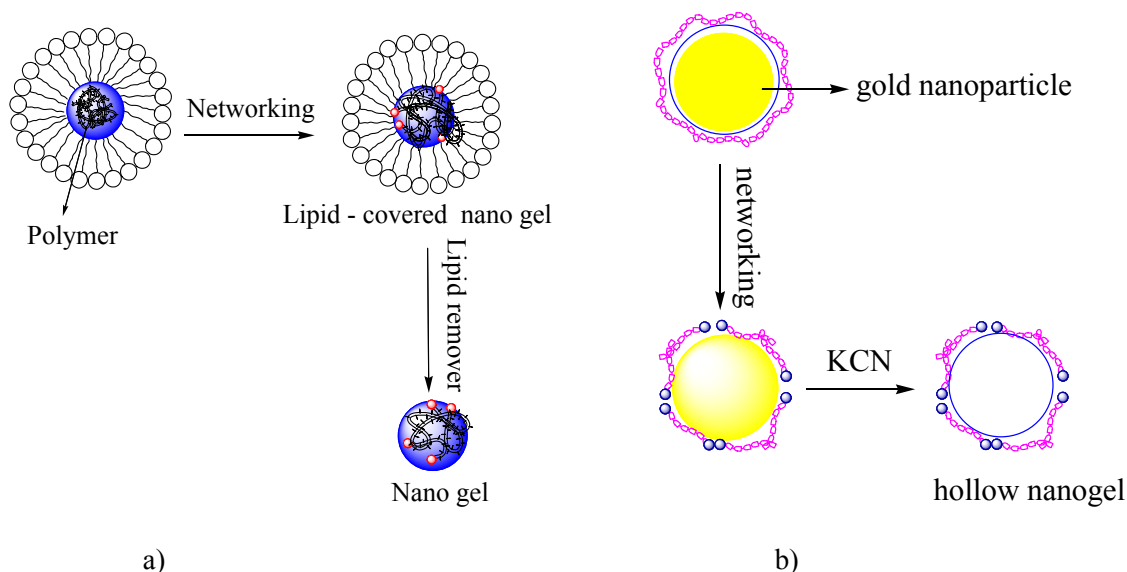 Networking
Polymer
Lipid - covered nano gel
Lipid remover
Nano gel
a)
gold nanoparticle
networking
KCN
hollow nanogel
b)